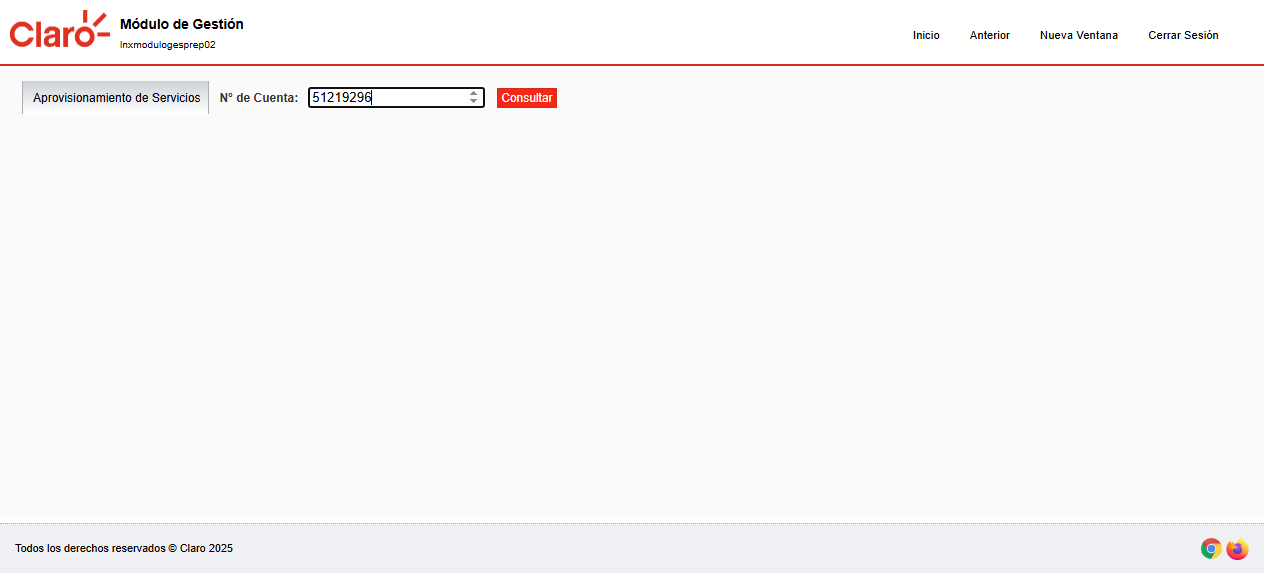 Claro
Módulo de Gestión
lnxmodulogesprep02
Inicio Anterior Nueva Ventana Cerrar Sesión
Aprovisionamiento de Servicios N° de Cuenta: 51219296 Consultar
Todos los derechos reservados © Claro 2025